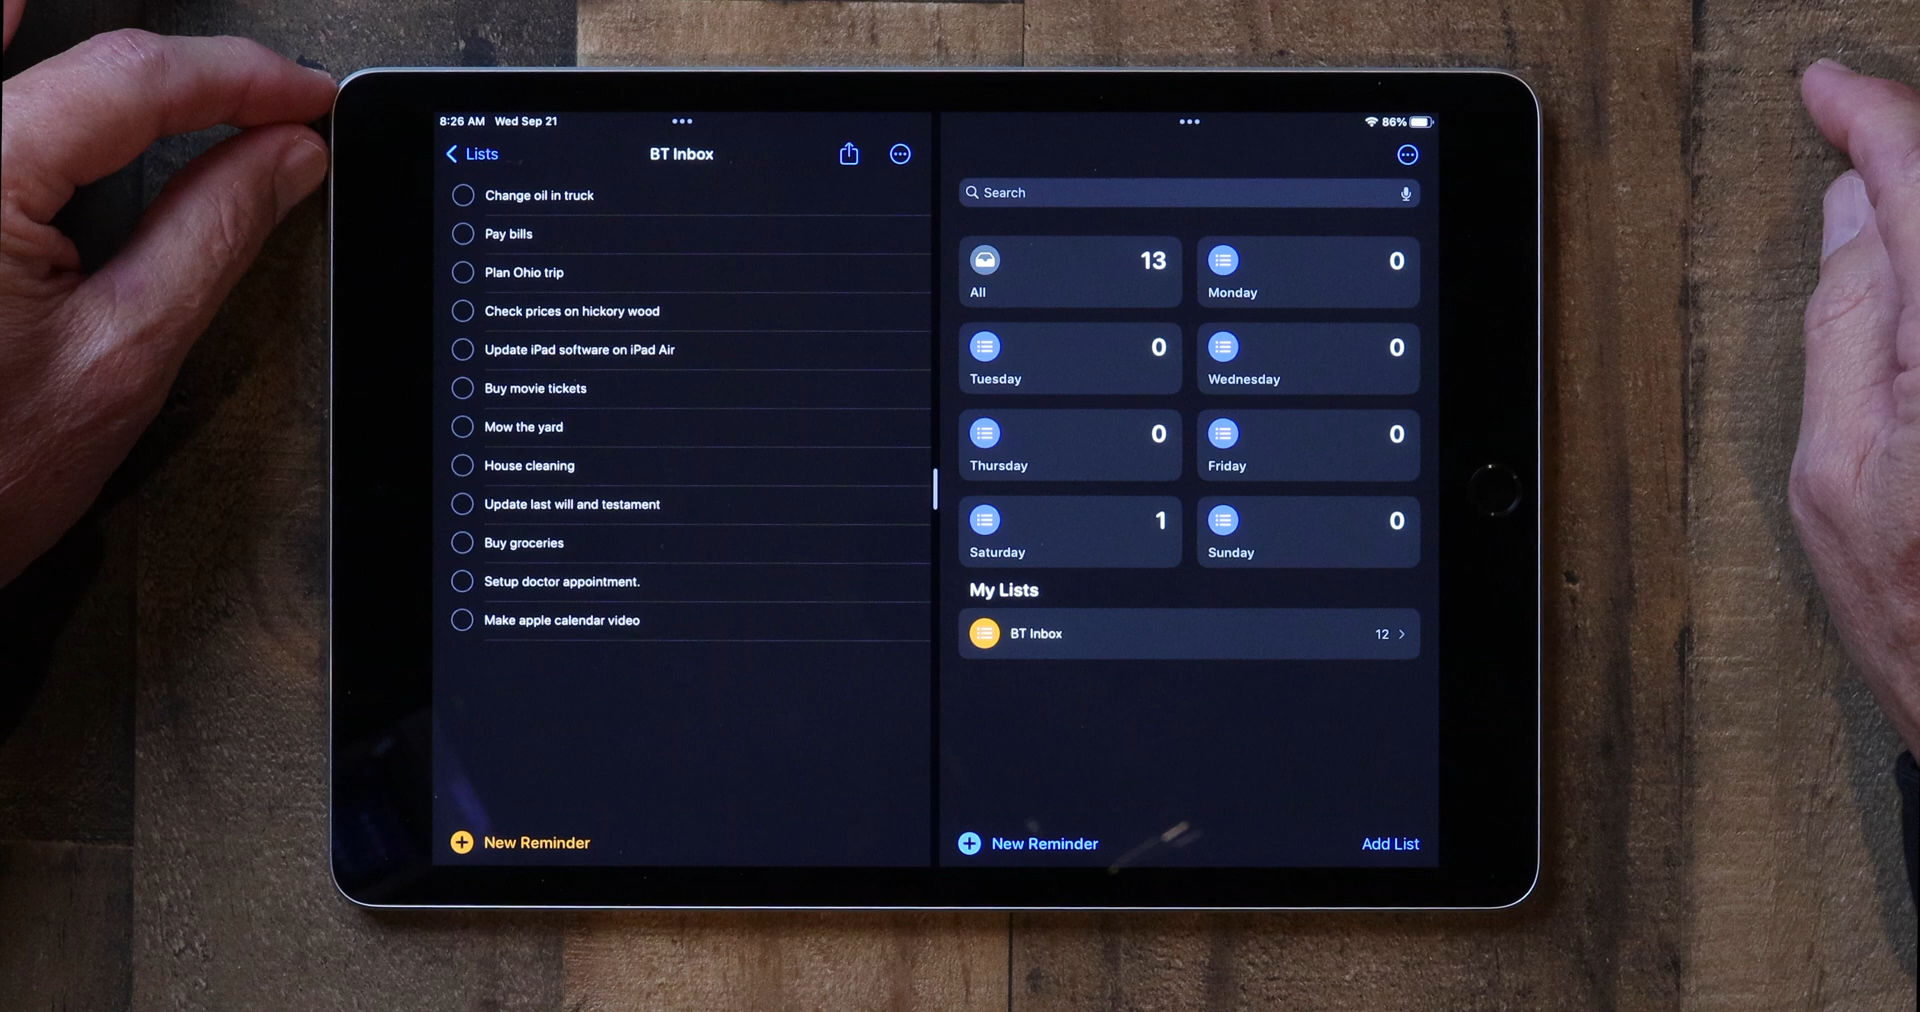 8:26 AM Wed Sep 21
Lists
BT Inbox
Change oil in truck
Pay bills
Plan Ohio trip
Check prices on hickory wood
Update iPad software on iPad Air
Buy movie tickets
Mow the yard
House cleaning
Update last will and testament
Buy groceries
Setup doctor appointment.
Make apple calendar video
New Reminder
86%
Search
13
All
0
Monday
0
Tuesday
0
Wednesday
0
Thursday
0
Friday
1
Saturday
0
Sunday
My Lists
BT Inbox 12
New Reminder
Add List